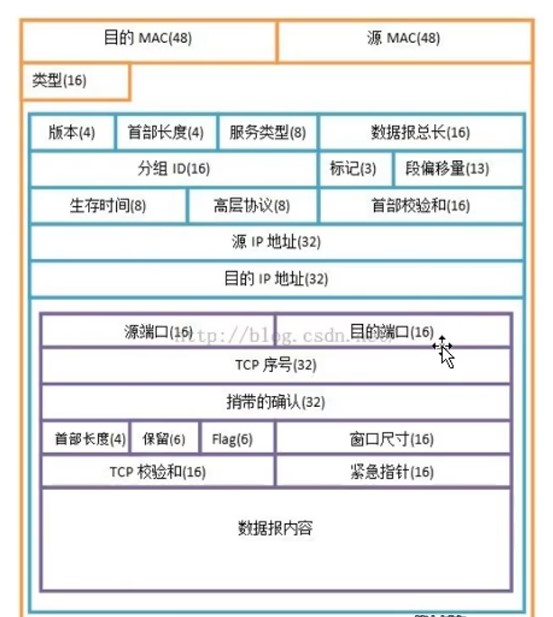 目的 MAC(48) 源 MAC(48)
类型(16)
版本(4) 首部长度(4) 服务类型(8) 数据报总长(16)
分组 ID(16) 标记(3) 段偏移量(13)
生存时间(8) 高层协议(8) 首部校验和(16)
源 IP 地址(32)
目的 IP 地址(32)
源端口(16) 目的端口(16)
http://blog.csdn.net/
TCP 序号(32)
捎带的确认(32)
首部长度(4) 保留(6) Flag(6) 窗口尺寸(16)
TCP 校验和(16) 紧急指针(16)
数据报内容